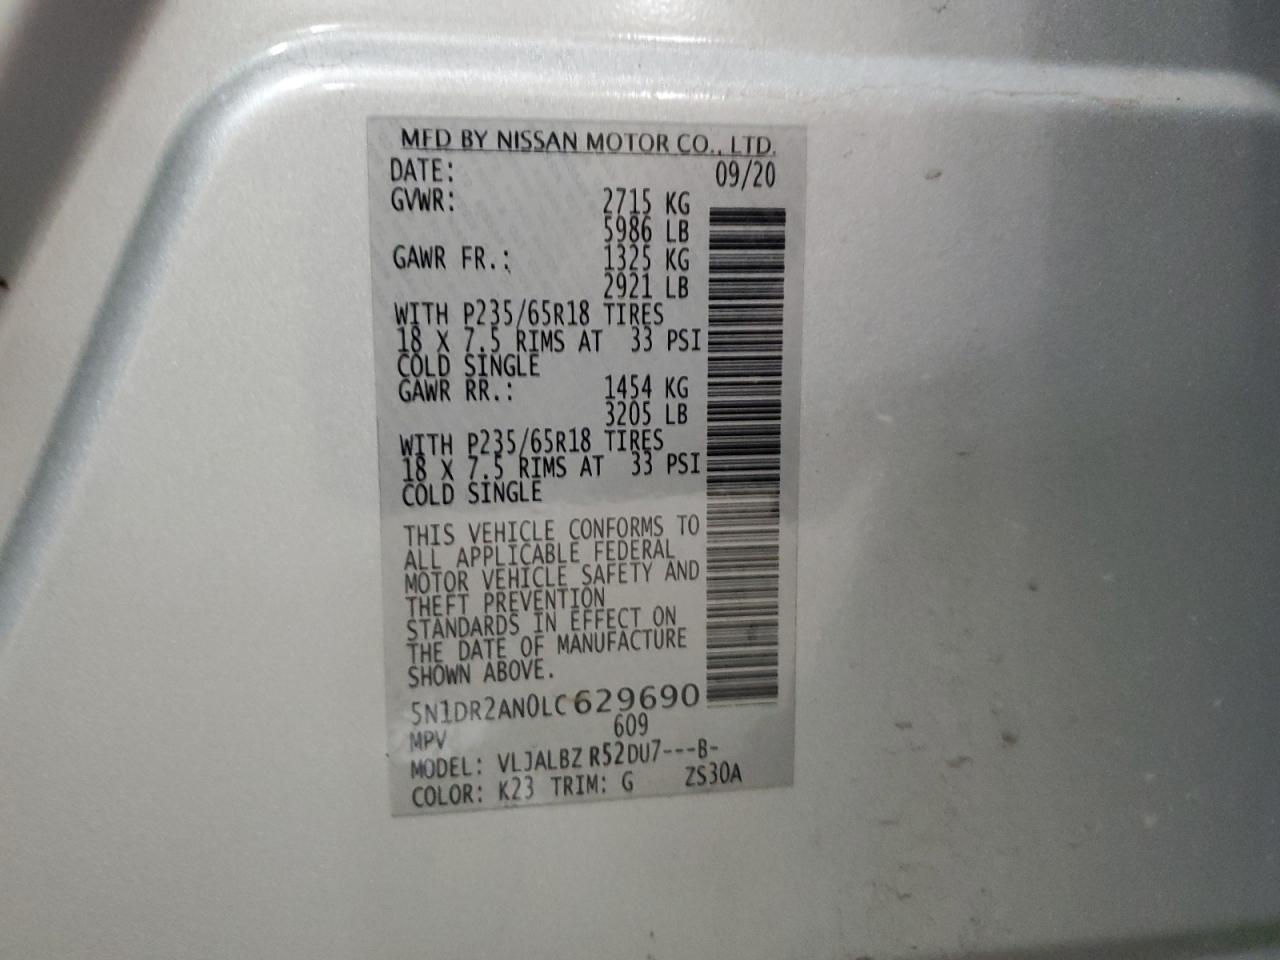 MFD BY NISSAN MOTOR CO., LTD.
DATE: 09/20
GVWR: 2715 KG
5986 LB
GAWR FR.: 1325 KG
2921 LB
WITH P235/65R18 TIRES
18 X 7.5 RIMS AT 33 PSI
COLD SINGLE
GAWR RR.: 1454 KG
3205 LB
WITH P235/65R18 TIRES
18 X 7.5 RIMS AT 33 PSI
COLD SINGLE
THIS VEHICLE CONFORMS TO
ALL APPLICABLE FEDERAL
MOTOR VEHICLE SAFETY AND
THEFT PREVENTION
STANDARDS IN EFFECT ON
THE DATE OF MANUFACTURE
SHOWN ABOVE.
5N1DR2AN0LC629690
MPV 609
MODEL: VLJALBZ R52DU7---B-
COLOR: K23 TRIM: G ZS30A